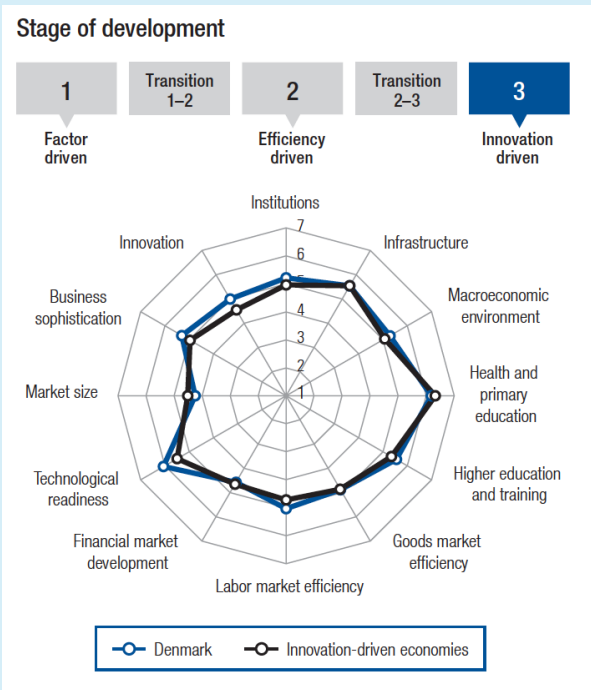 Stage of development
1
Transition
1–2
2
Transition
2–3
3
Factor
driven
Efficiency
driven
Innovation
driven
Institutions
Infrastructure
Macroeconomic
environment
Health and
primary
education
Higher education
and training
Goods market
efficiency
Labor market efficiency
Financial market
development
Technological
readiness
Market size
Business
sophistication
Innovation
7
6
5
4
3
2
1
Denmark
Innovation-driven economies